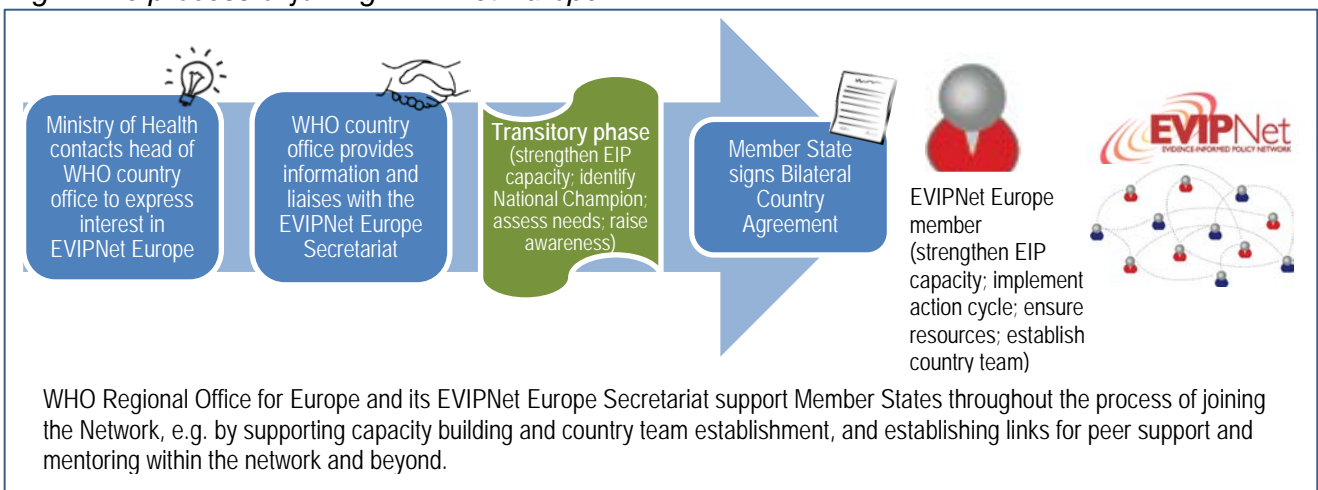 Ministry of Health
contacts head of
WHO country
office to express
interest in
EVIPNet Europe
WHO country
office provides
information and
liaises with the
EVIPNet Europe
Secretariat
Transitory phase
(strengthen EIP
capacity; identify
National Champion;
assess needs; raise
awareness)
Member State
signs Bilateral
Country
Agreement
EVIPNet Europe
member
(strengthen EIP
capacity; implement
action cycle; ensure
resources; establish
country team)
EVIPNet
EVIDENCE-INFORMED POLICY NETWORK
WHO Regional Office for Europe and its EVIPNet Europe Secretariat support Member States throughout the process of joining
the Network, e.g. by supporting capacity building and country team establishment, and establishing links for peer support and
mentoring within the network and beyond.